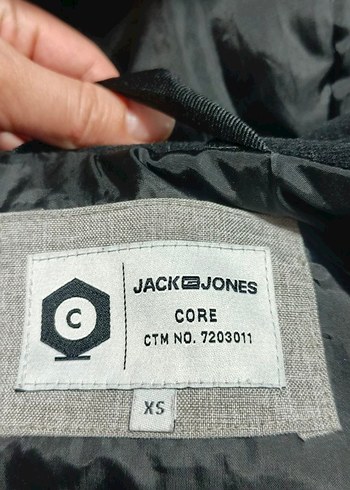 C
JACK JONES
CORE
CTM NO. 7203011
XS